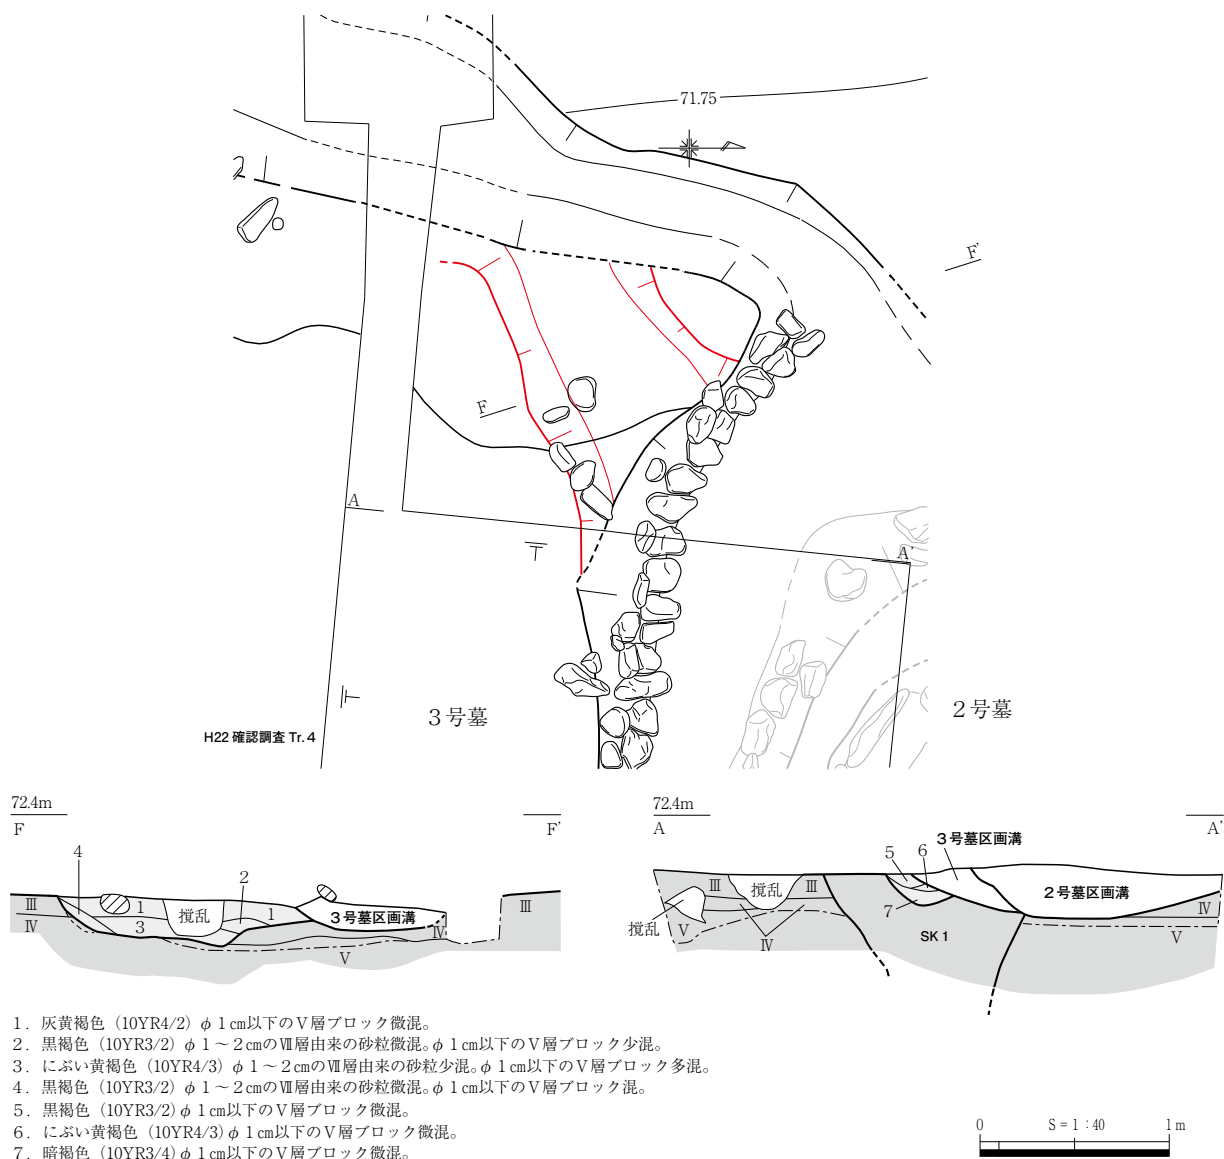 71.75
F'
F
A
A'
3号墓
2号墓
H22 確認調査 Tr. 4
72.4m
F
F'
4
2
Ⅲ
1
撹乱
1
3号墓区画溝
Ⅲ
Ⅳ
3
Ⅳ
Ⅴ
72.4m
A
A'
3号墓区画溝
5
6
Ⅲ
撹乱
Ⅲ
2号墓区画溝
撹乱
Ⅴ
Ⅳ
7
SK 1
Ⅳ
Ⅴ
1．灰黄褐色（10YR4/2）φ 1㎝以下のⅤ層ブロック微混。
2．黒褐色（10YR3/2）φ 1～2㎝のⅦ層由来の砂粒微混。φ 1㎝以下のⅤ層ブロック少混。
3．にぶい黄褐色（10YR4/3）φ 1～2㎝のⅦ層由来の砂粒少混。φ 1㎝以下のⅤ層ブロック多混。
4．黒褐色（10YR3/2）φ 1～2㎝のⅦ層由来の砂粒微混。φ 1㎝以下のⅤ層ブロック混。
5．黒褐色（10YR3/2）φ 1㎝以下のⅤ層ブロック微混。
6．にぶい黄褐色（10YR4/3）φ 1㎝以下のⅤ層ブロック微混。
7．暗褐色（10YR3/4）φ 1㎝以下のⅤ層ブロック微混。
0 S = 1 : 40 1 m